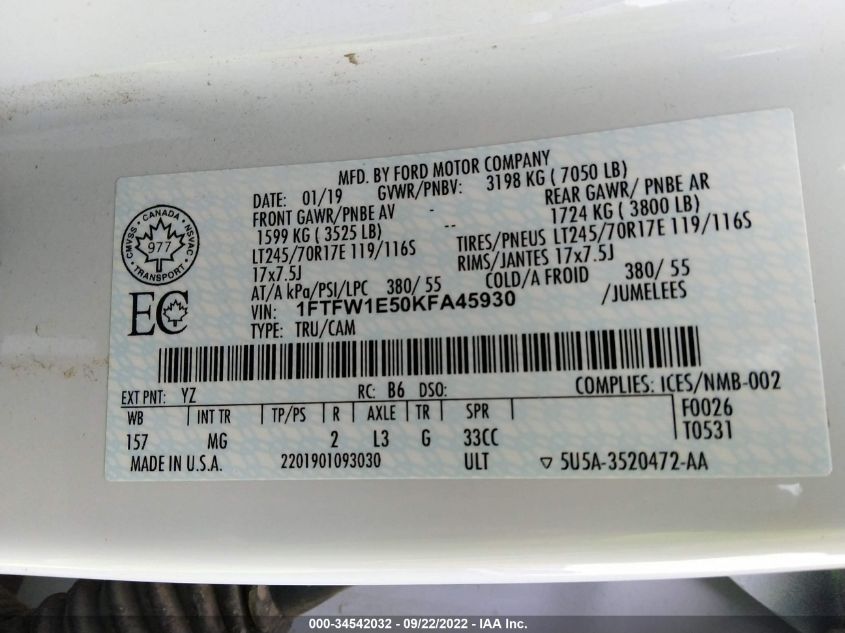 MFD. BY FORD MOTOR COMPANY
DATE: 01/19 GVWR/PNBV: 3198 KG ( 7050 LB)
FRONT GAWR/PNBE AV - REAR GAWR/ PNBE AR
1599 KG ( 3525 LB) -- 1724 KG ( 3800 LB)
LT245/70R17E 119/116S TIRES/PNEUS LT245/70R17E 119/116S
17x7.5J RIMS/JANTES 17x7.5J
AT/A kPa/PSI/LPC 380/ 55 COLD/A FROID 380/ 55
VIN: 1FTFW1E50KFA45930 /JUMELEES
TYPE: TRU/CAM
CANADA
CMVSS NSVAC
977
TRANSPORT
EC
EXT PNT: YZ RC: B6 DSO: COMPLIES: ICES/NMB-002
WB INT TR TP/PS R AXLE TR SPR F0026
157 MG 2 L3 G 33CC T0531
MADE IN U.S.A. 2201901093030 ULT ▽ 5U5A-3520472-AA
000-34542032 - 09/22/2022 - IAA Inc.